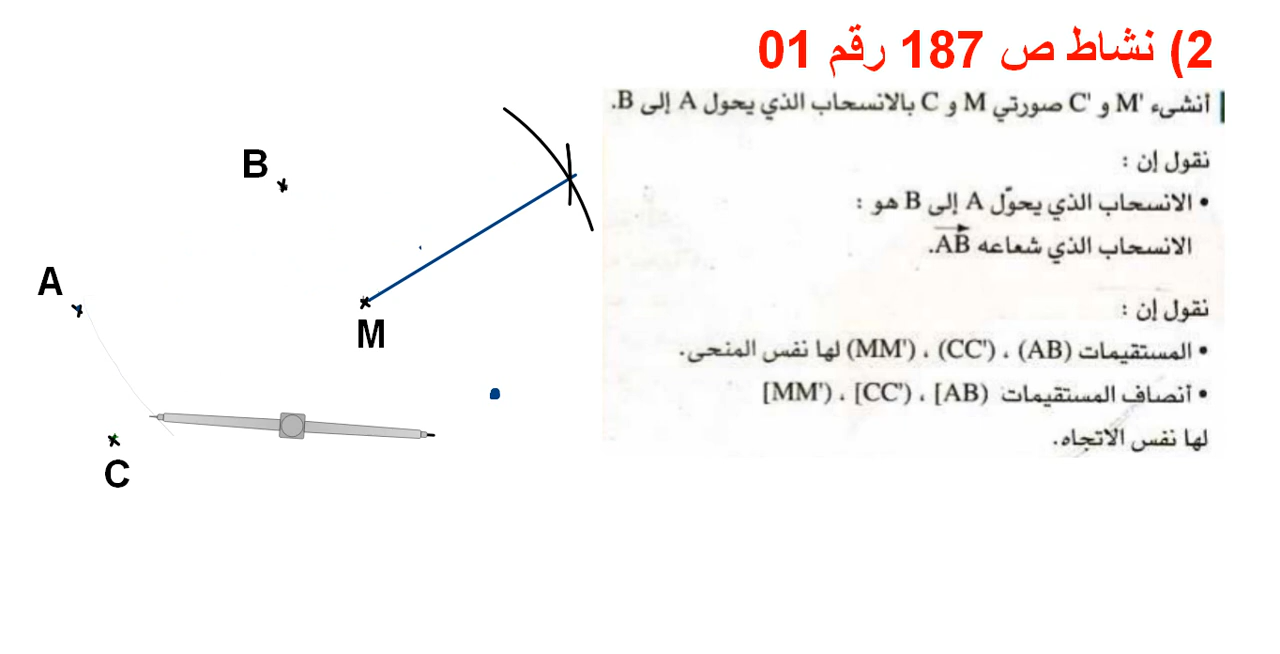 2) نشاط ص 187 رقم 01
أنشىء 'M و 'C صورتي M و C بالانسحاب الذي يحول A إلى B.
نقول إن :
• الانسحاب الذي يحوّل A إلى B هو :
الانسحاب الذي شعاعه AB.
نقول إن :
• المستقيمات (AB) ، (CC') ، (MM') لها نفس المنحى.
• أنصاف المستقيمات [AB) ، [CC') ، [MM')
لها نفس الاتجاه.
B
A
M
C